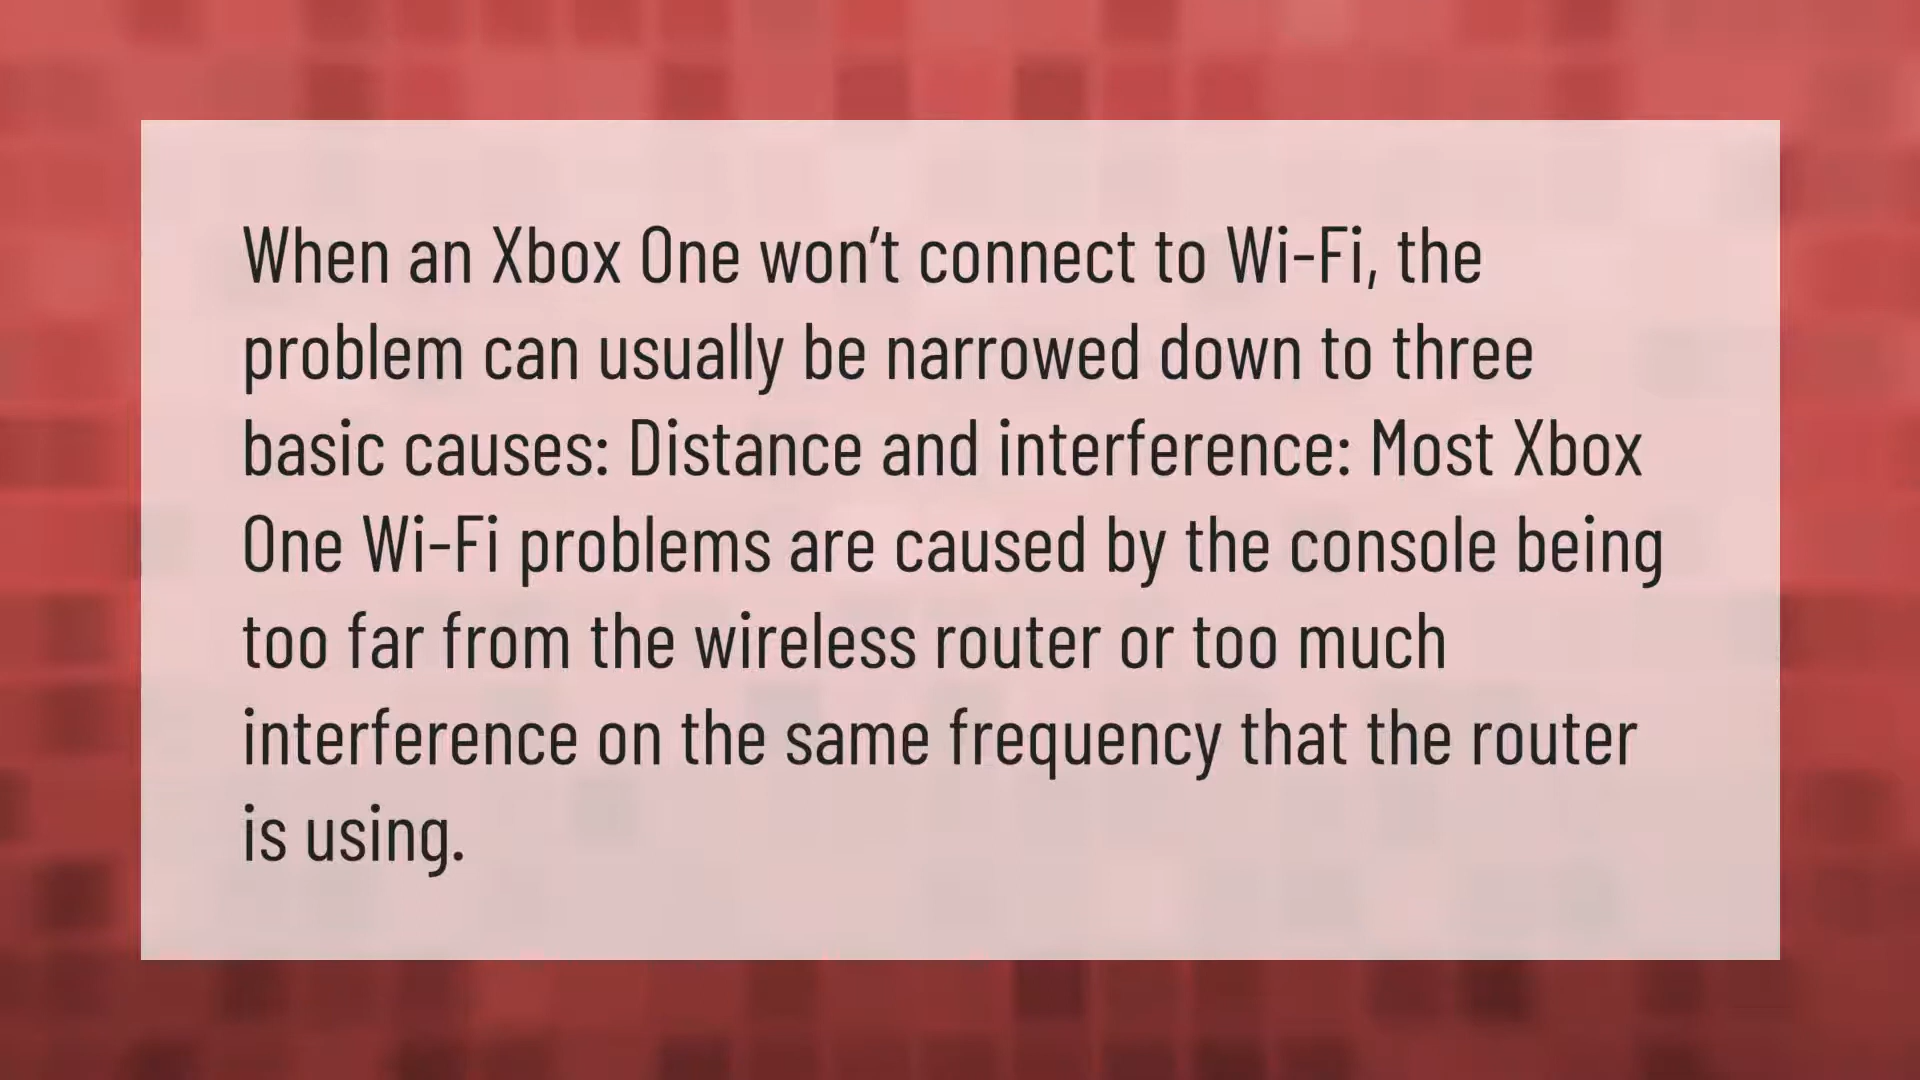 When an Xbox One won’t connect to Wi-Fi, the
problem can usually be narrowed down to three
basic causes: Distance and interference: Most Xbox
One Wi-Fi problems are caused by the console being
too far from the wireless router or too much
interference on the same frequency that the router
is using.